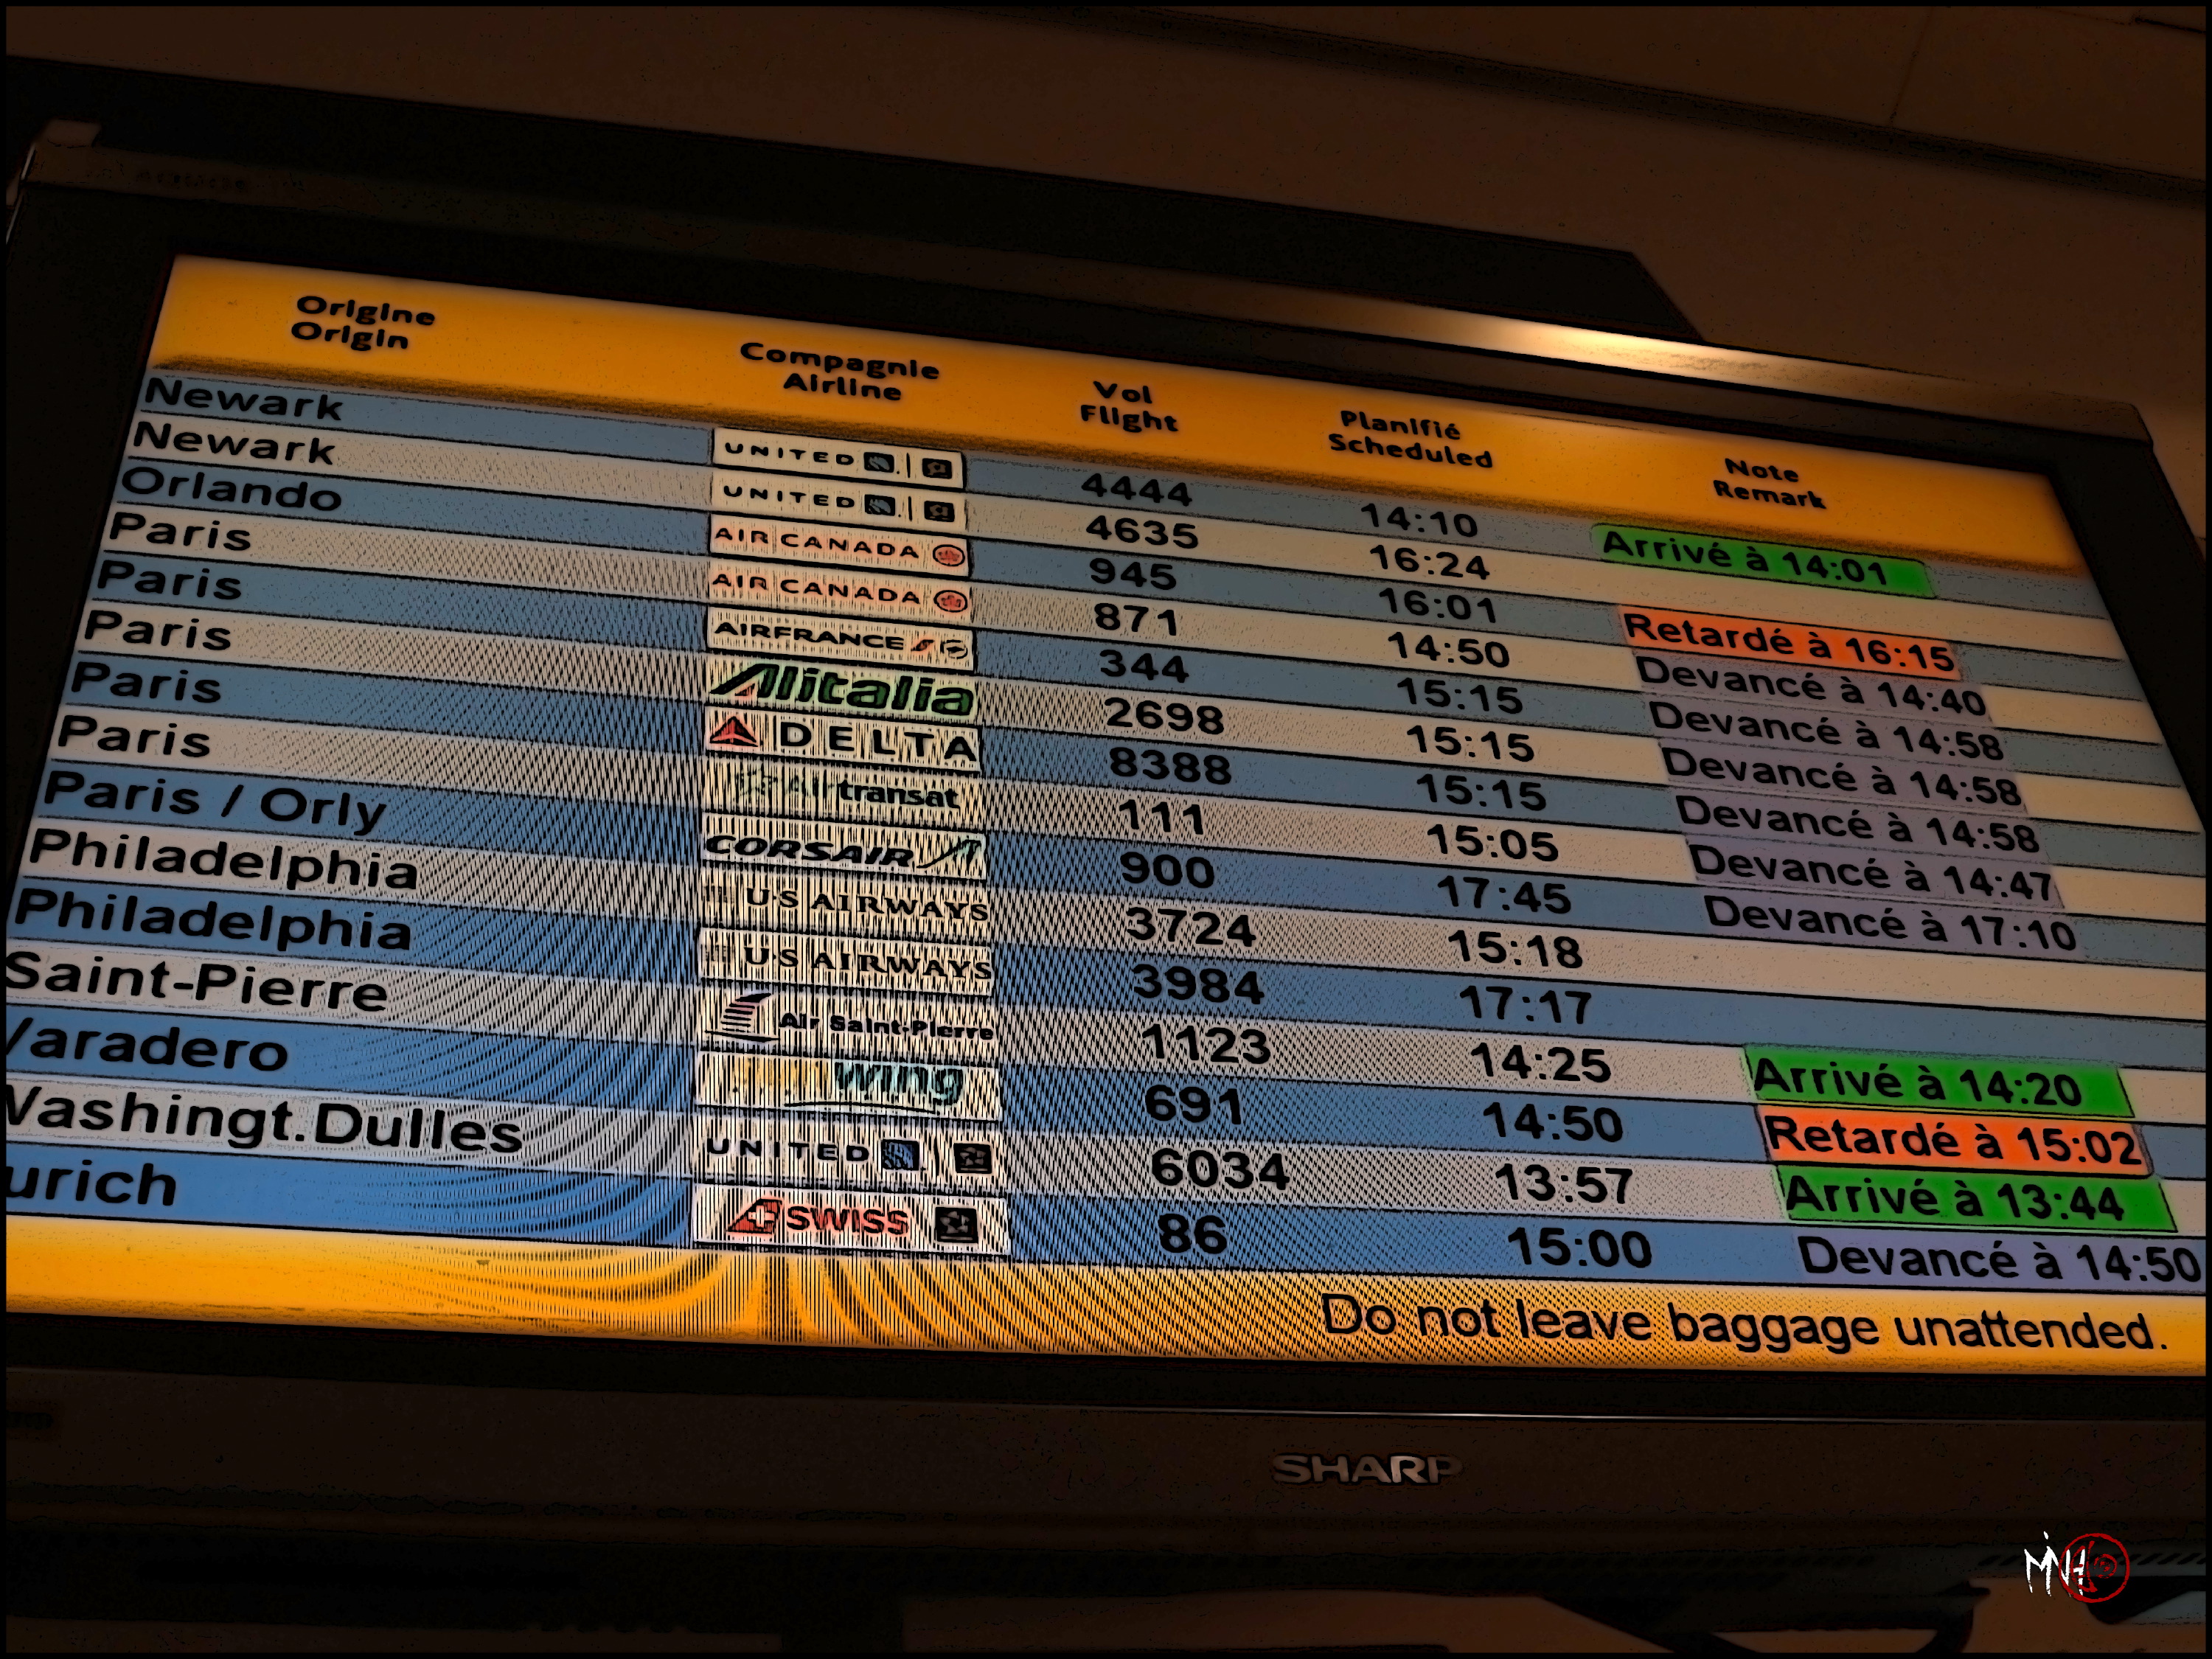 Origine Compagnie Vol Planifié Note
Origin Airline Flight Scheduled Remark
Newark UNITED 4444 14:10 Arrivé à 14:01
Newark UNITED 4635 16:24
Orlando AIR CANADA 945 16:01 Retardé à 16:15
Paris AIR CANADA 871 14:50 Devancé à 14:40
Paris AIRFRANCE 344 15:15 Devancé à 14:58
Paris Alitalia 2698 15:15 Devancé à 14:58
Paris DELTA 8388 15:15 Devancé à 14:58
Paris Air transat 111 15:05 Devancé à 14:47
Paris / Orly CORSAIR 900 17:45 Devancé à 17:10
Philadelphia U·S AIRWAYS 3724 15:18
Philadelphia U·S AIRWAYS 3984 17:17
Saint-Pierre Air Saint-Pierre 1123 14:25 Arrivé à 14:20
Varadero wing 691 14:50 Retardé à 15:02
Washingt.Dulles UNITED 6034 13:57 Arrivé à 13:44
urich SWISS 86 15:00 Devancé à 14:50
Do not leave baggage unattended.
SHARP